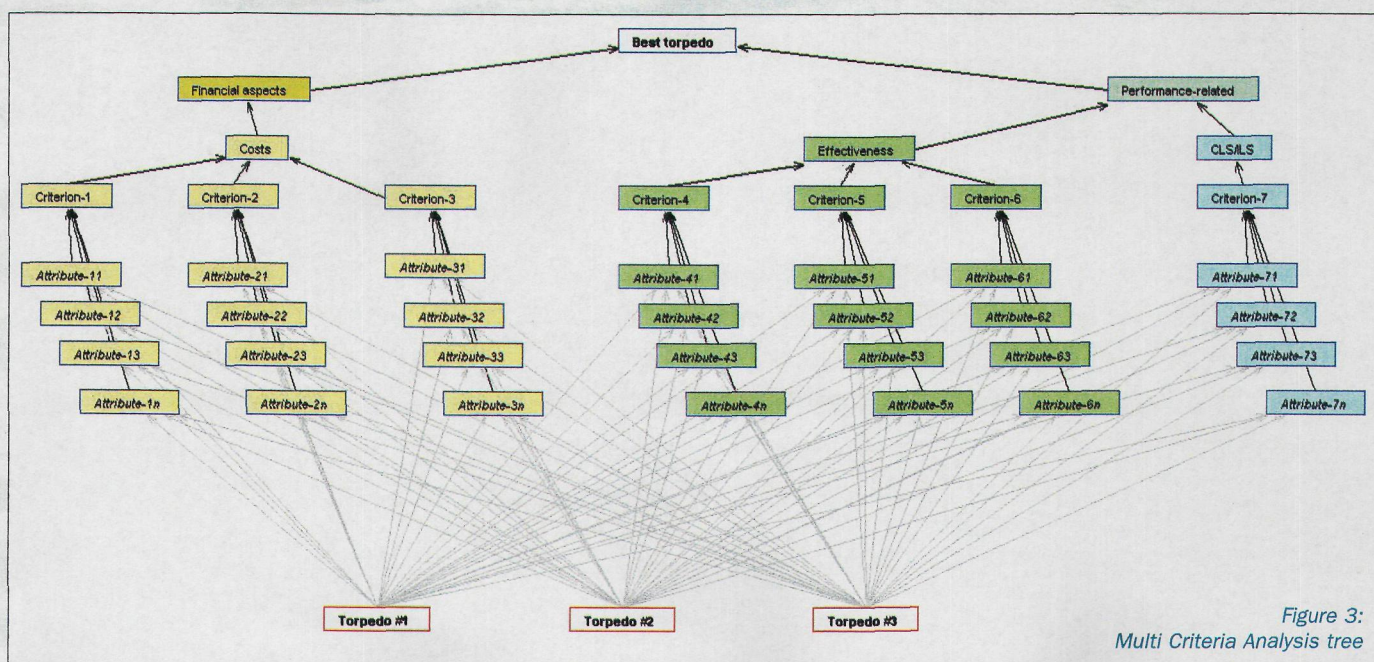 Best torpedo
Financial aspects
Performance-related
Costs
Effectiveness
CLS/ILS
Criterion-1
Criterion-2
Criterion-3
Criterion-4
Criterion-5
Criterion-6
Criterion-7
Attribute-11
Attribute-21
Attribute-31
Attribute-41
Attribute-51
Attribute-61
Attribute-71
Attribute-12
Attribute-22
Attribute-32
Attribute-42
Attribute-52
Attribute-62
Attribute-72
Attribute-13
Attribute-23
Attribute-33
Attribute-43
Attribute-53
Attribute-63
Attribute-73
Attribute-1n
Attribute-2n
Attribute-3n
Attribute-4n
Attribute-5n
Attribute-6n
Attribute-7n
Torpedo #1
Torpedo #2
Torpedo #3
Figure 3:
Multi Criteria Analysis tree